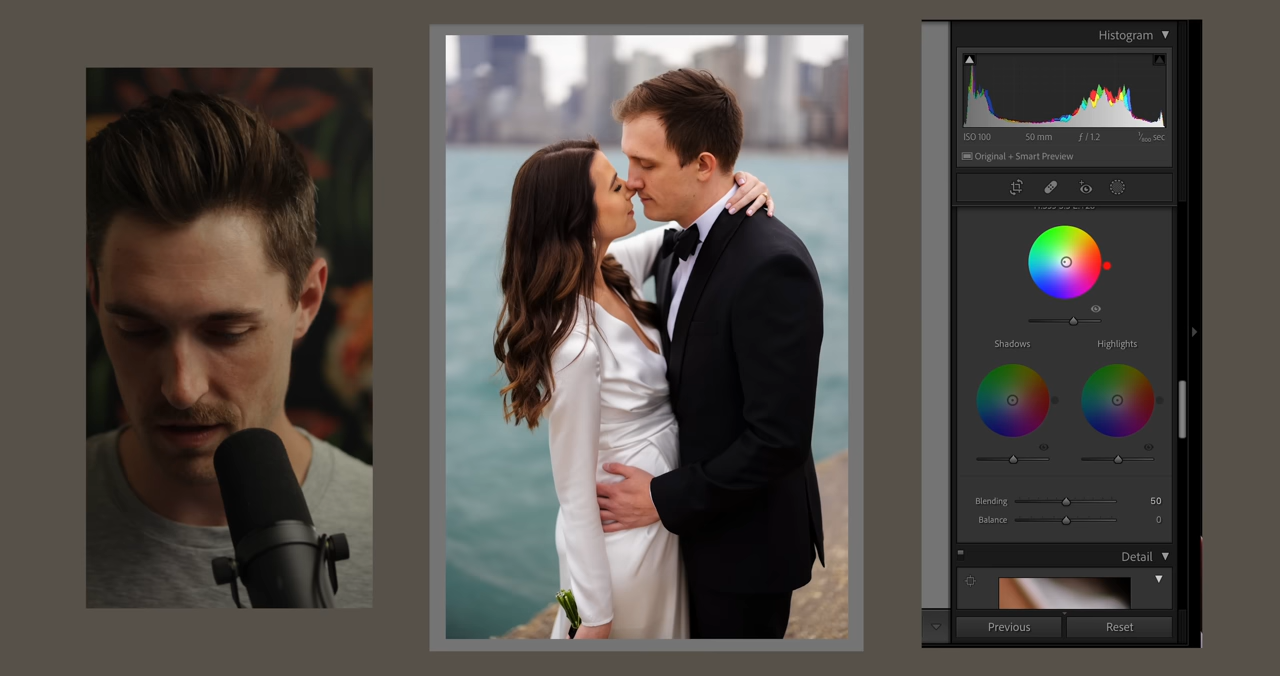 Histogram
ISO 100 50 mm ƒ / 1.2 sec
Original + Smart Preview
Shadows Highlights
Blending 50
Balance 0
Detail
Previous Reset